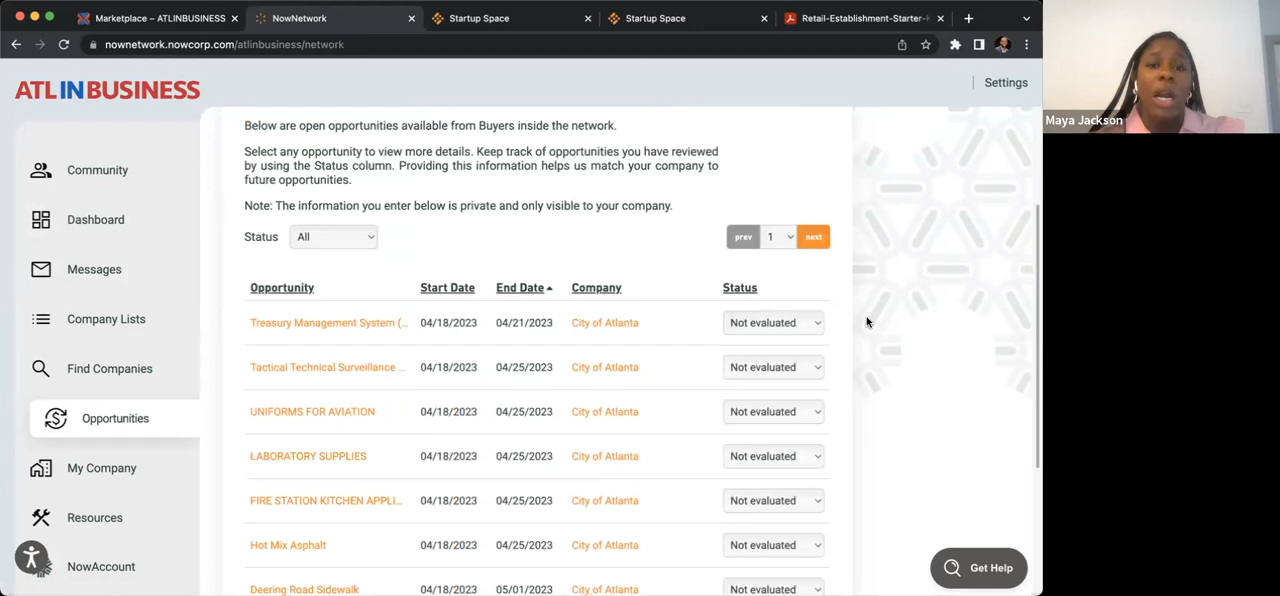 Marketplace – ATLINBUSINESS
NowNetwork
Startup Space
Startup Space
Retail-Establishment-Starter-K
nownetwork.nowcorp.com/atlinbusiness/network
ATL IN BUSINESS
Settings
Maya Jackson
Community
Dashboard
Messages
Company Lists
Find Companies
Opportunities
My Company
Resources
NowAccount
Below are open opportunities available from Buyers inside the network.
Select any opportunity to view more details. Keep track of opportunities you have reviewed
by using the Status column. Providing this information helps us match your company to
future opportunities.
Note: The information you enter below is private and only visible to your company.
Status All prev 1 next
Opportunity Start Date End Date Company Status
Treasury Management System (... 04/18/2023 04/21/2023 City of Atlanta Not evaluated
Tactical Technical Surveillance ... 04/18/2023 04/25/2023 City of Atlanta Not evaluated
UNIFORMS FOR AVIATION 04/18/2023 04/25/2023 City of Atlanta Not evaluated
LABORATORY SUPPLIES 04/18/2023 04/25/2023 City of Atlanta Not evaluated
FIRE STATION KITCHEN APPLI... 04/18/2023 04/25/2023 City of Atlanta Not evaluated
Hot Mix Asphalt 04/18/2023 04/25/2023 City of Atlanta Not evaluated
Deering Road Sidewalk 04/18/2023 05/01/2023 City of Atlanta Not evaluated
Get Help